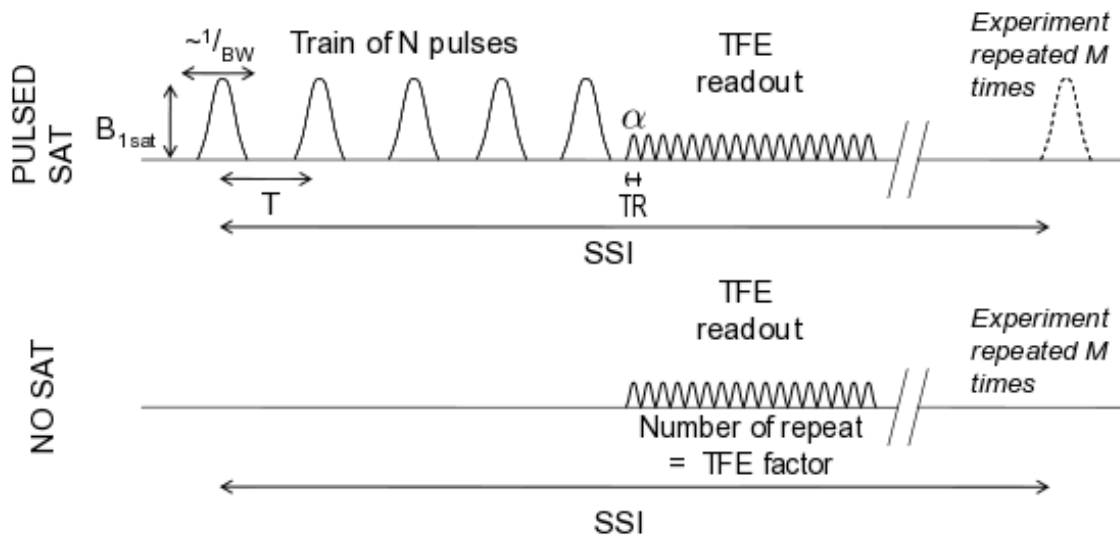 ~1/BW
Train of N pulses
TFE
readout
Experiment
repeated M
times
PULSED
SAT
B1sat
α
T
TR
SSI
TFE
readout
Experiment
repeated M
times
NO SAT
Number of repeat
= TFE factor
SSI